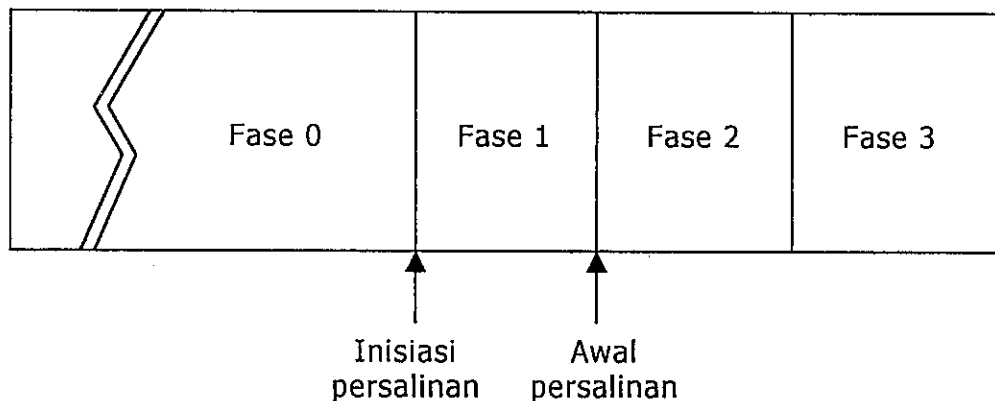 Fase 0
Fase 1
Fase 2
Fase 3
Inisiasi
persalinan
Awal
persalinan